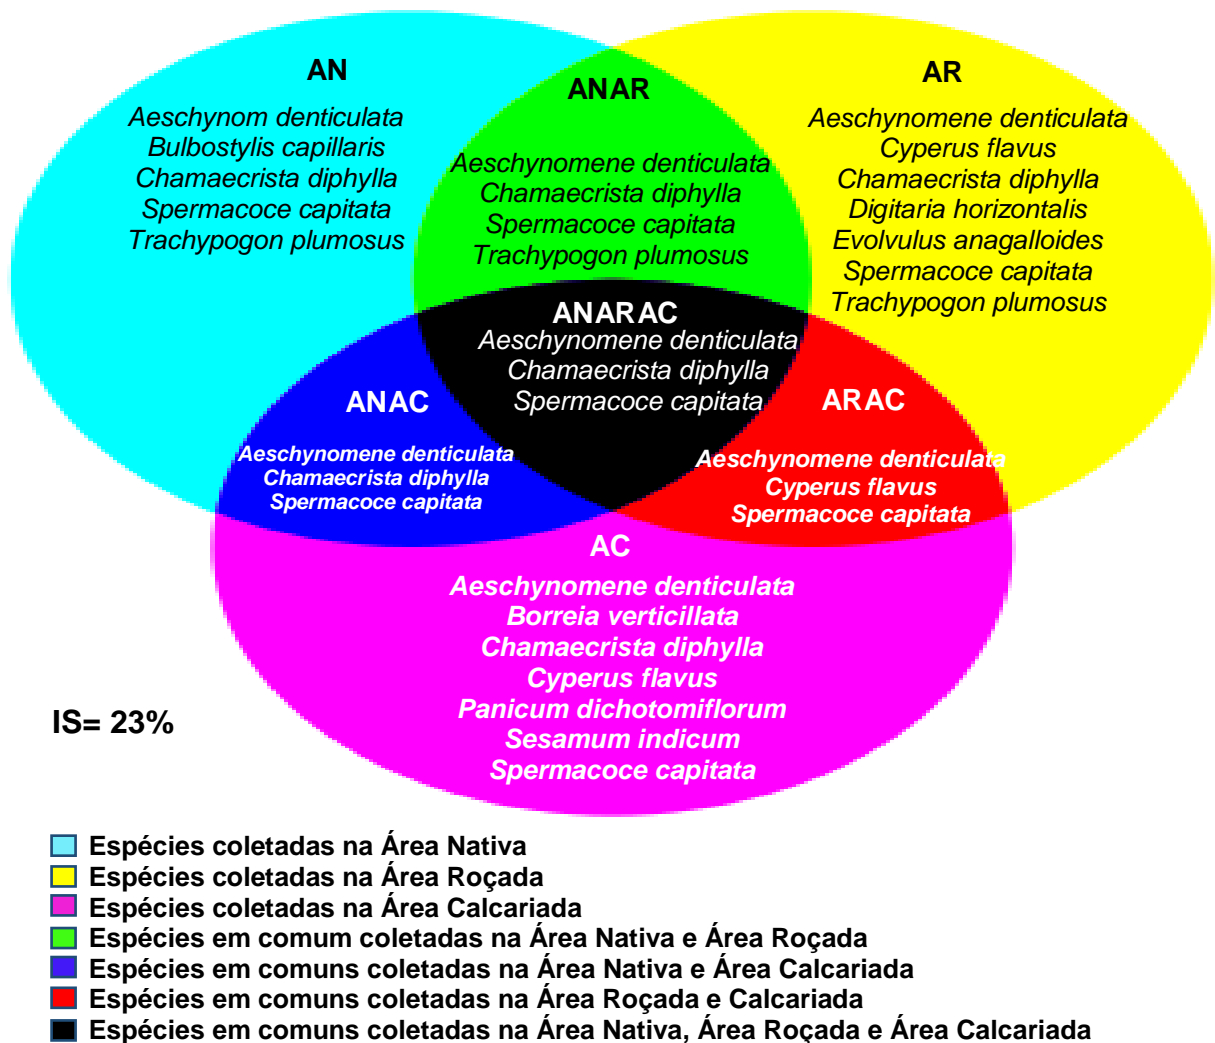 AN
Aeschynom denticulata
Bulbostylis capillaris
Chamaecrista diphylla
Spermacoce capitata
Trachypogon plumosus
ANAR
Aeschynomene denticulata
Chamaecrista diphylla
Spermacoce capitata
Trachypogon plumosus
AR
Aeschynomene denticulata
Cyperus flavus
Chamaecrista diphylla
Digitaria horizontalis
Evolvulus anagalloides
Spermacoce capitata
Trachypogon plumosus
ANARAC
Aeschynomene denticulata
Chamaecrista diphylla
Spermacoce capitata
ANAC
Aeschynomene denticulata
Chamaecrista diphylla
Spermacoce capitata
ARAC
Aeschynomene denticulata
Cyperus flavus
Spermacoce capitata
AC
Aeschynomene denticulata
Borreia verticillata
Chamaecrista diphylla
Cyperus flavus
Panicum dichotomiflorum
Sesamum indicum
Spermacoce capitata
IS= 23%
Espécies coletadas na Área Nativa
Espécies coletadas na Área Roçada
Espécies coletadas na Área Calcariada
Espécies em comum coletadas na Área Nativa e Área Roçada
Espécies em comuns coletadas na Área Nativa e Área Calcariada
Espécies em comuns coletadas na Área Roçada e Calcariada
Espécies em comuns coletadas na Área Nativa, Área Roçada e Área Calcariada